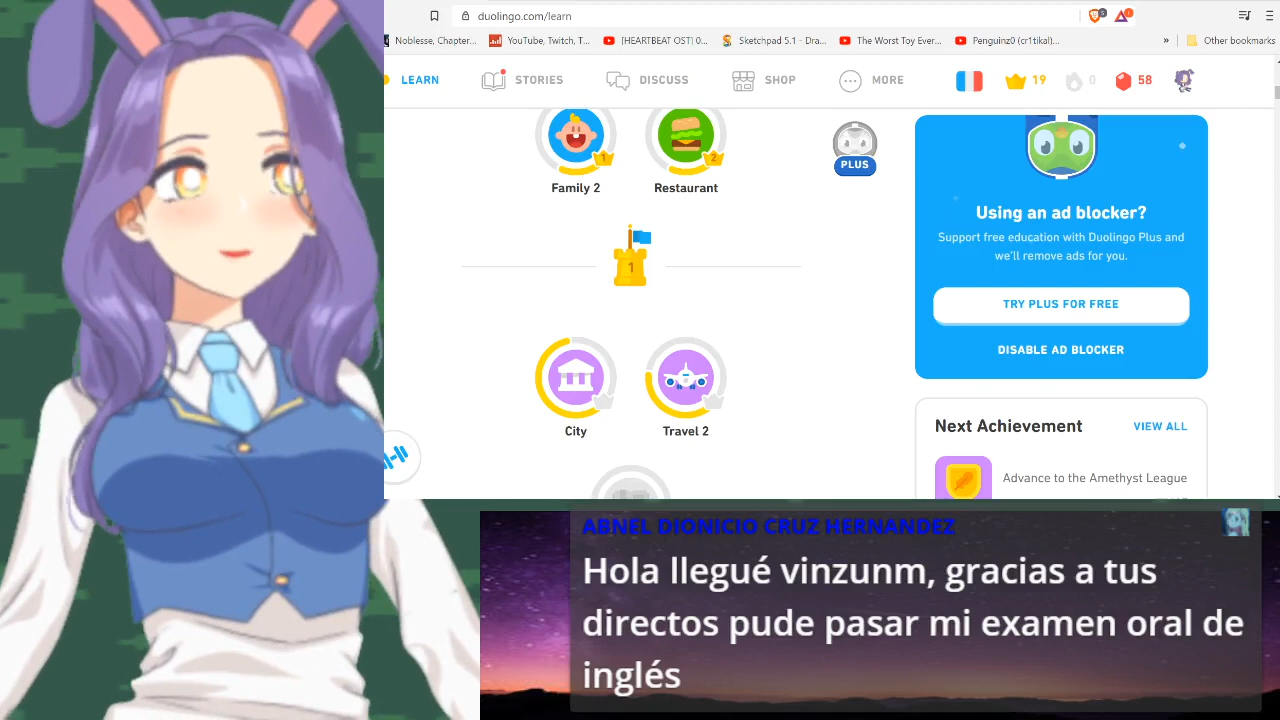 duolingo.com/learn
5
Noblesse, Chapter...
YouTube, Twitch, T...
[HEARTBEAT OST] 0...
Sketchpad 5.1 - Dra...
The Worst Toy Ever...
Penguinz0 (cr1tikal)...
»
Other bookmarks
LEARN
STORIES
DISCUSS
SHOP
MORE
19
0
58
1
2
Family 2
Restaurant
PLUS
1
City
Travel 2
Using an ad blocker?
Support free education with Duolingo Plus and
we'll remove ads for you.
TRY PLUS FOR FREE
DISABLE AD BLOCKER
Next Achievement
VIEW ALL
Advance to the Amethyst League
ABNEL DIONICIO CRUZ HERNANDEZ
Hola llegué vinzunm, gracias a tus
directos pude pasar mi examen oral de
inglés